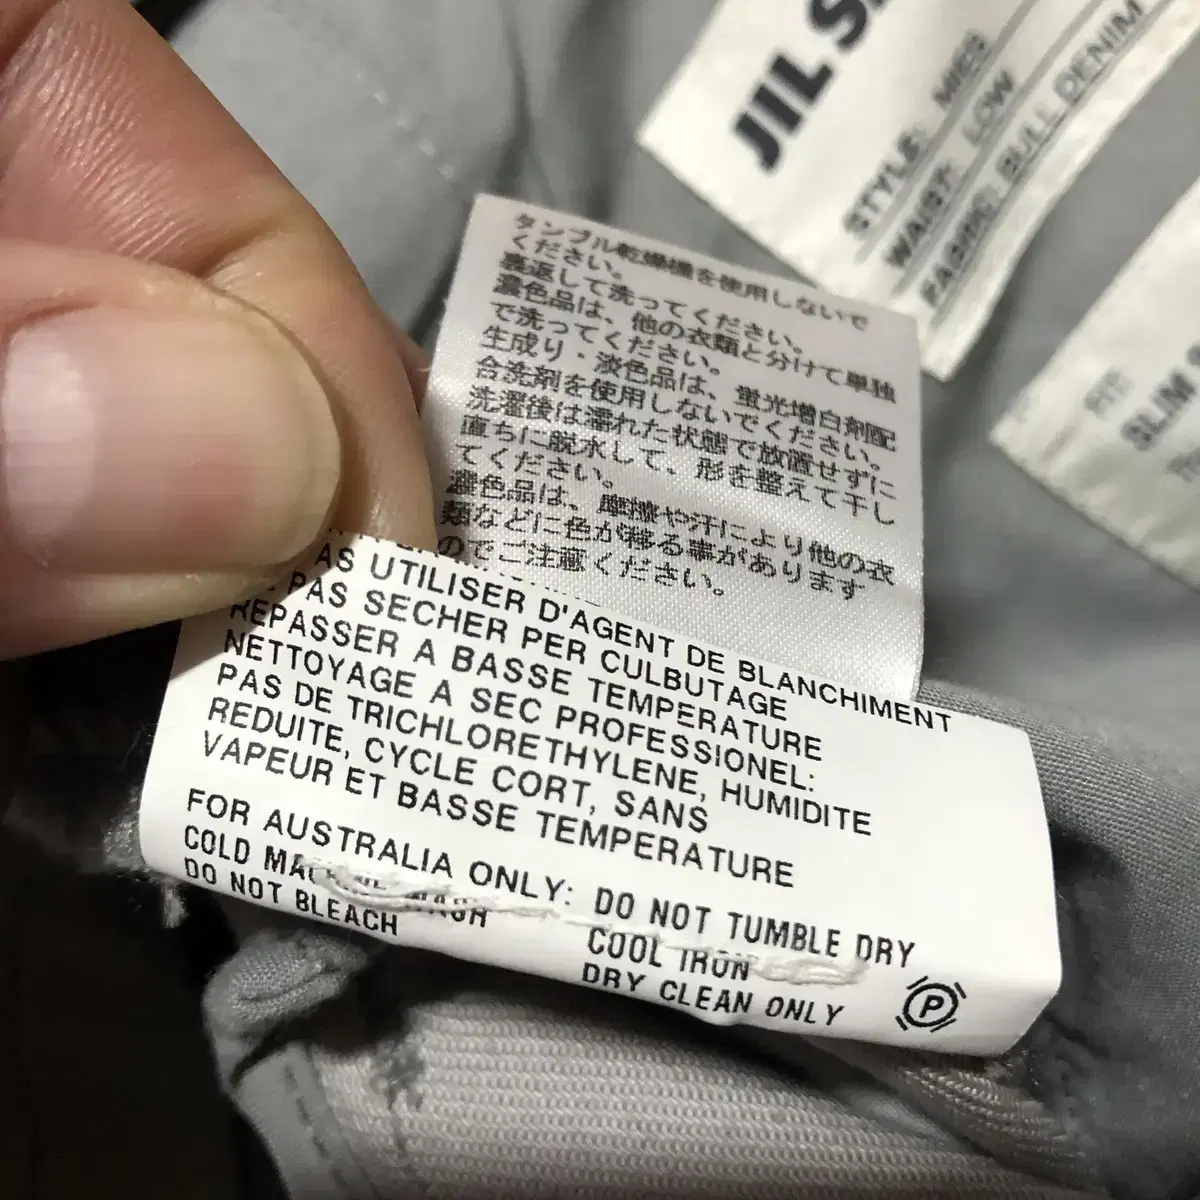 JIL S
STYLE: MIES
WAIST: LOW
FABRIC: BULL DENIM
FIT:
SLIM
タンブル乾燥機を使用しないで
ください。
裏返して洗ってください。
濃色品は、他の衣類と分けて単独
で洗ってください。
生成り・淡色品は、蛍光増白剤配
合洗剤を使用しないでください。
洗濯後は濡れた状態で放置せずに
直ちに脱水して、形を整えて干し
てください。
濃色品は、摩擦や汗により他の衣
類などに色が移る事があります
のでご注意ください。
AS UTILISER D'AGENT DE BLANCHIMENT
PAS SECHER PER CULBUTAGE
REPASSER A BASSE TEMPERATURE
NETTOYAGE A SEC PROFESSIONEL:
PAS DE TRICHLORETHYLENE, HUMIDITE
REDUITE, CYCLE CORT, SANS
VAPEUR ET BASSE TEMPERATURE
FOR AUSTRALIA ONLY:
COLD MACHINE WASH
DO NOT BLEACH
DO NOT TUMBLE DRY
COOL IRON
DRY CLEAN ONLY
P